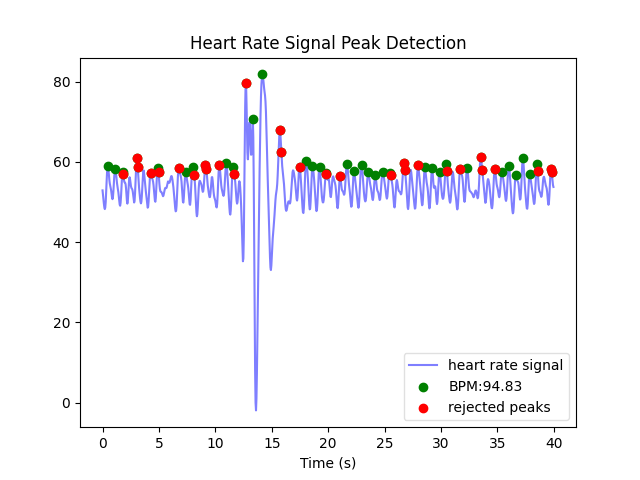 Heart Rate Signal Peak Detection
80
60
40
20
0
heart rate signal
BPM:94.83
rejected peaks
0 5 10 15 20 25 30 35 40
Time (s)